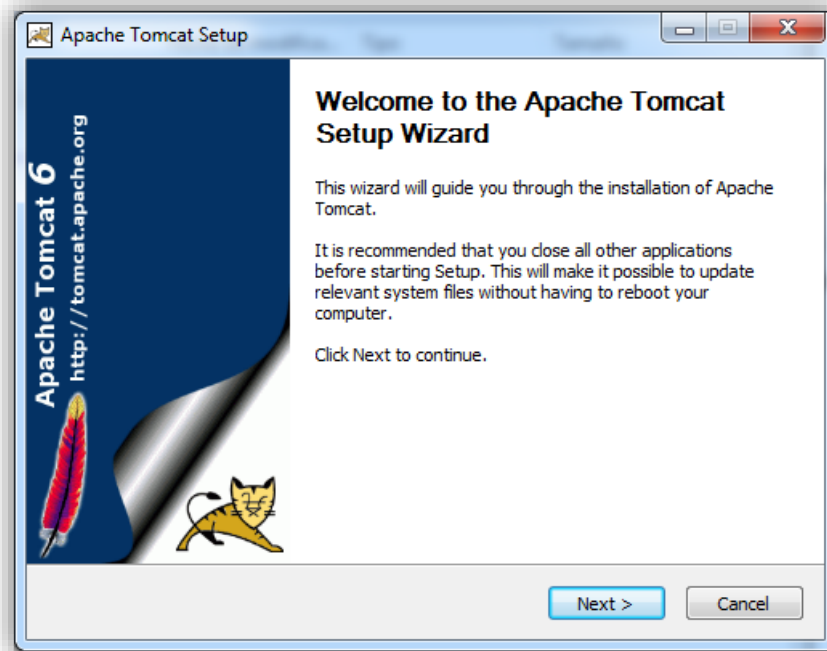 Apache Tomcat Setup
Apache Tomcat 6
http://tomcat.apache.org
Welcome to the Apache Tomcat
Setup Wizard
This wizard will guide you through the installation of Apache
Tomcat.
It is recommended that you close all other applications
before starting Setup. This will make it possible to update
relevant system files without having to reboot your
computer.
Click Next to continue.
Next >
Cancel